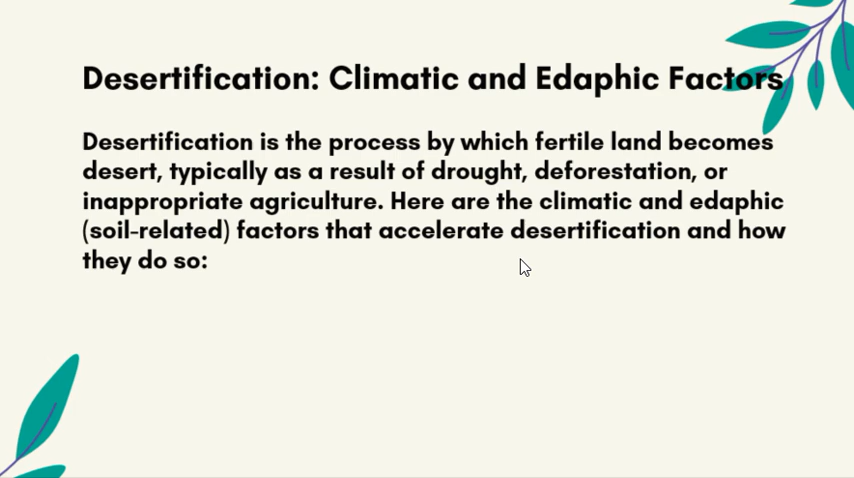 Desertification: Climatic and Edaphic Factors
Desertification is the process by which fertile land becomes
desert, typically as a result of drought, deforestation, or
inappropriate agriculture. Here are the climatic and edaphic
(soil-related) factors that accelerate desertification and how
they do so: